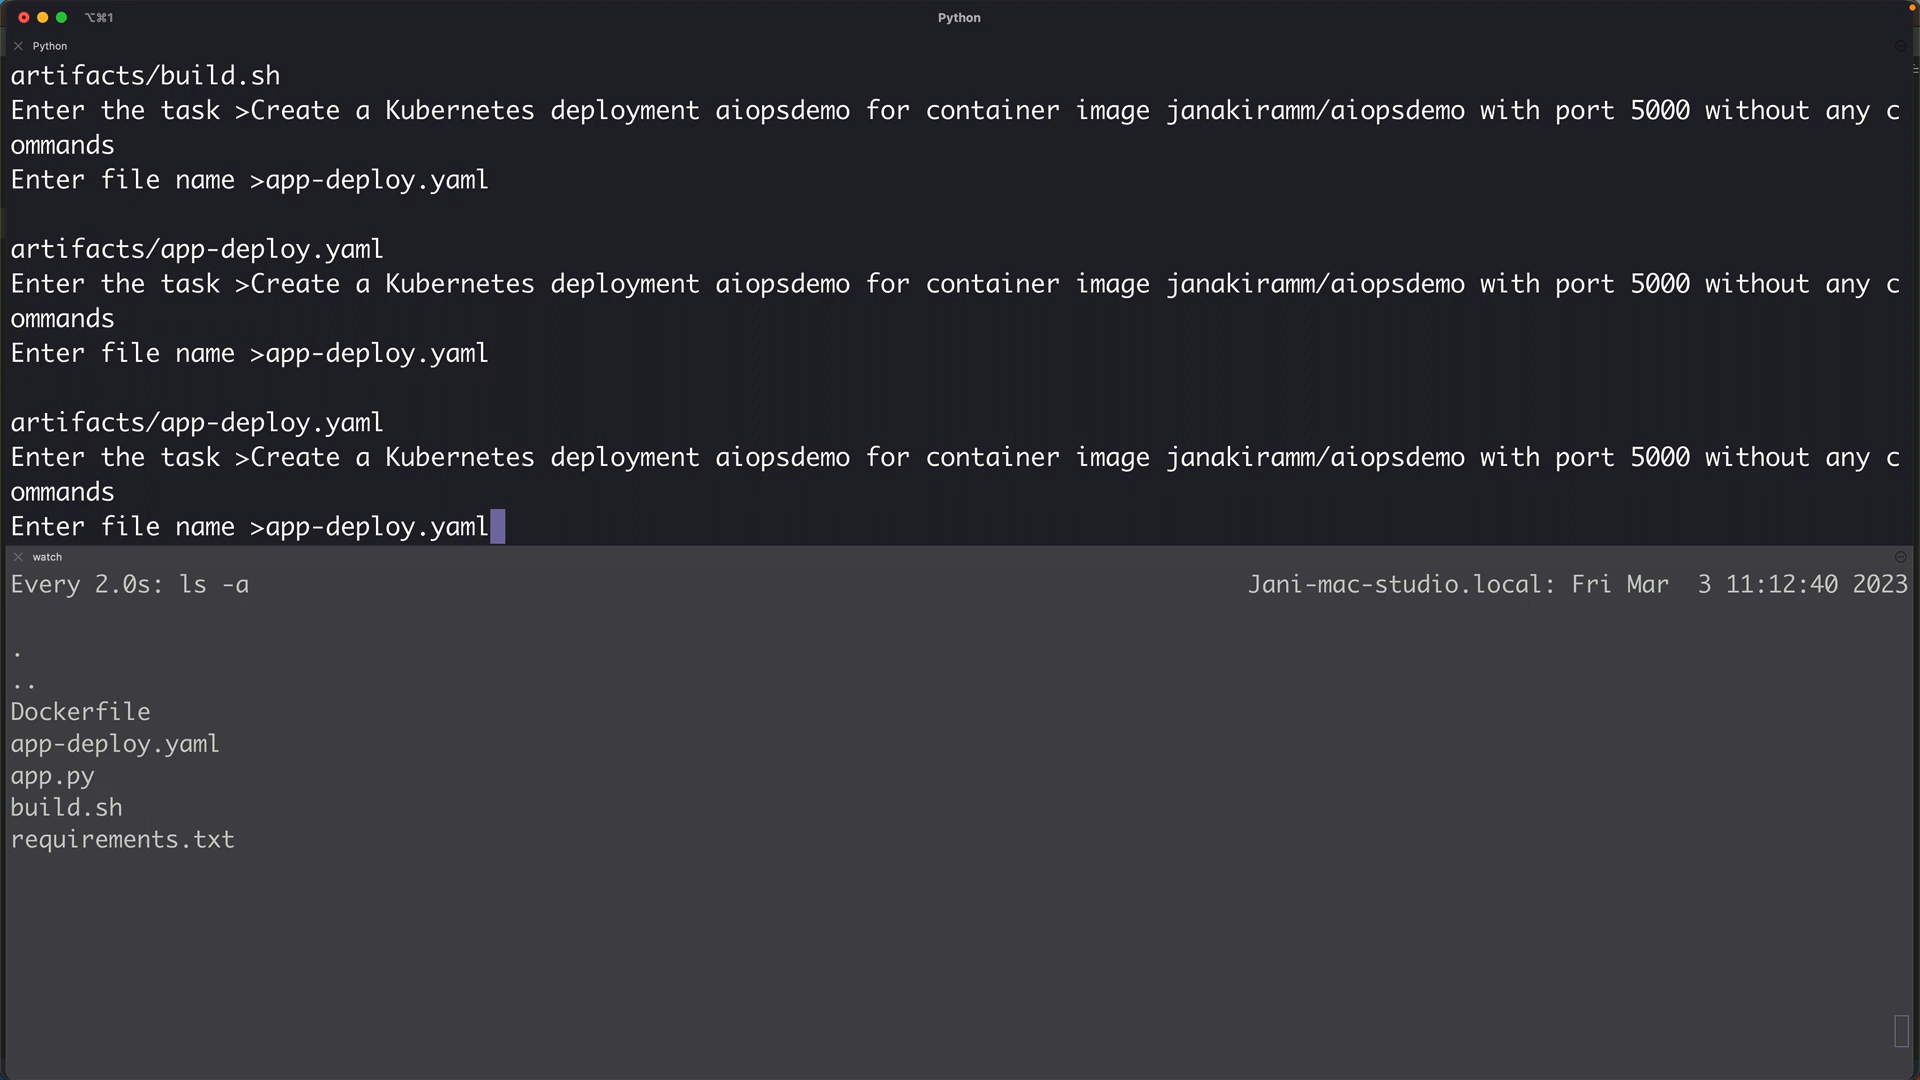 ⌥⌘1
Python
Python
artifacts/build.sh
Enter the task >Create a Kubernetes deployment aiopsdemo for container image janakiramm/aiopsdemo with port 5000 without any c
ommands
Enter file name >app-deploy.yaml
artifacts/app-deploy.yaml
Enter the task >Create a Kubernetes deployment aiopsdemo for container image janakiramm/aiopsdemo with port 5000 without any c
ommands
Enter file name >app-deploy.yaml
artifacts/app-deploy.yaml
Enter the task >Create a Kubernetes deployment aiopsdemo for container image janakiramm/aiopsdemo with port 5000 without any c
ommands
Enter file name >app-deploy.yaml
watch
Every 2.0s: ls -a Jani-mac-studio.local: Fri Mar  3 11:12:40 2023
.
..
Dockerfile
app-deploy.yaml
app.py
build.sh
requirements.txt